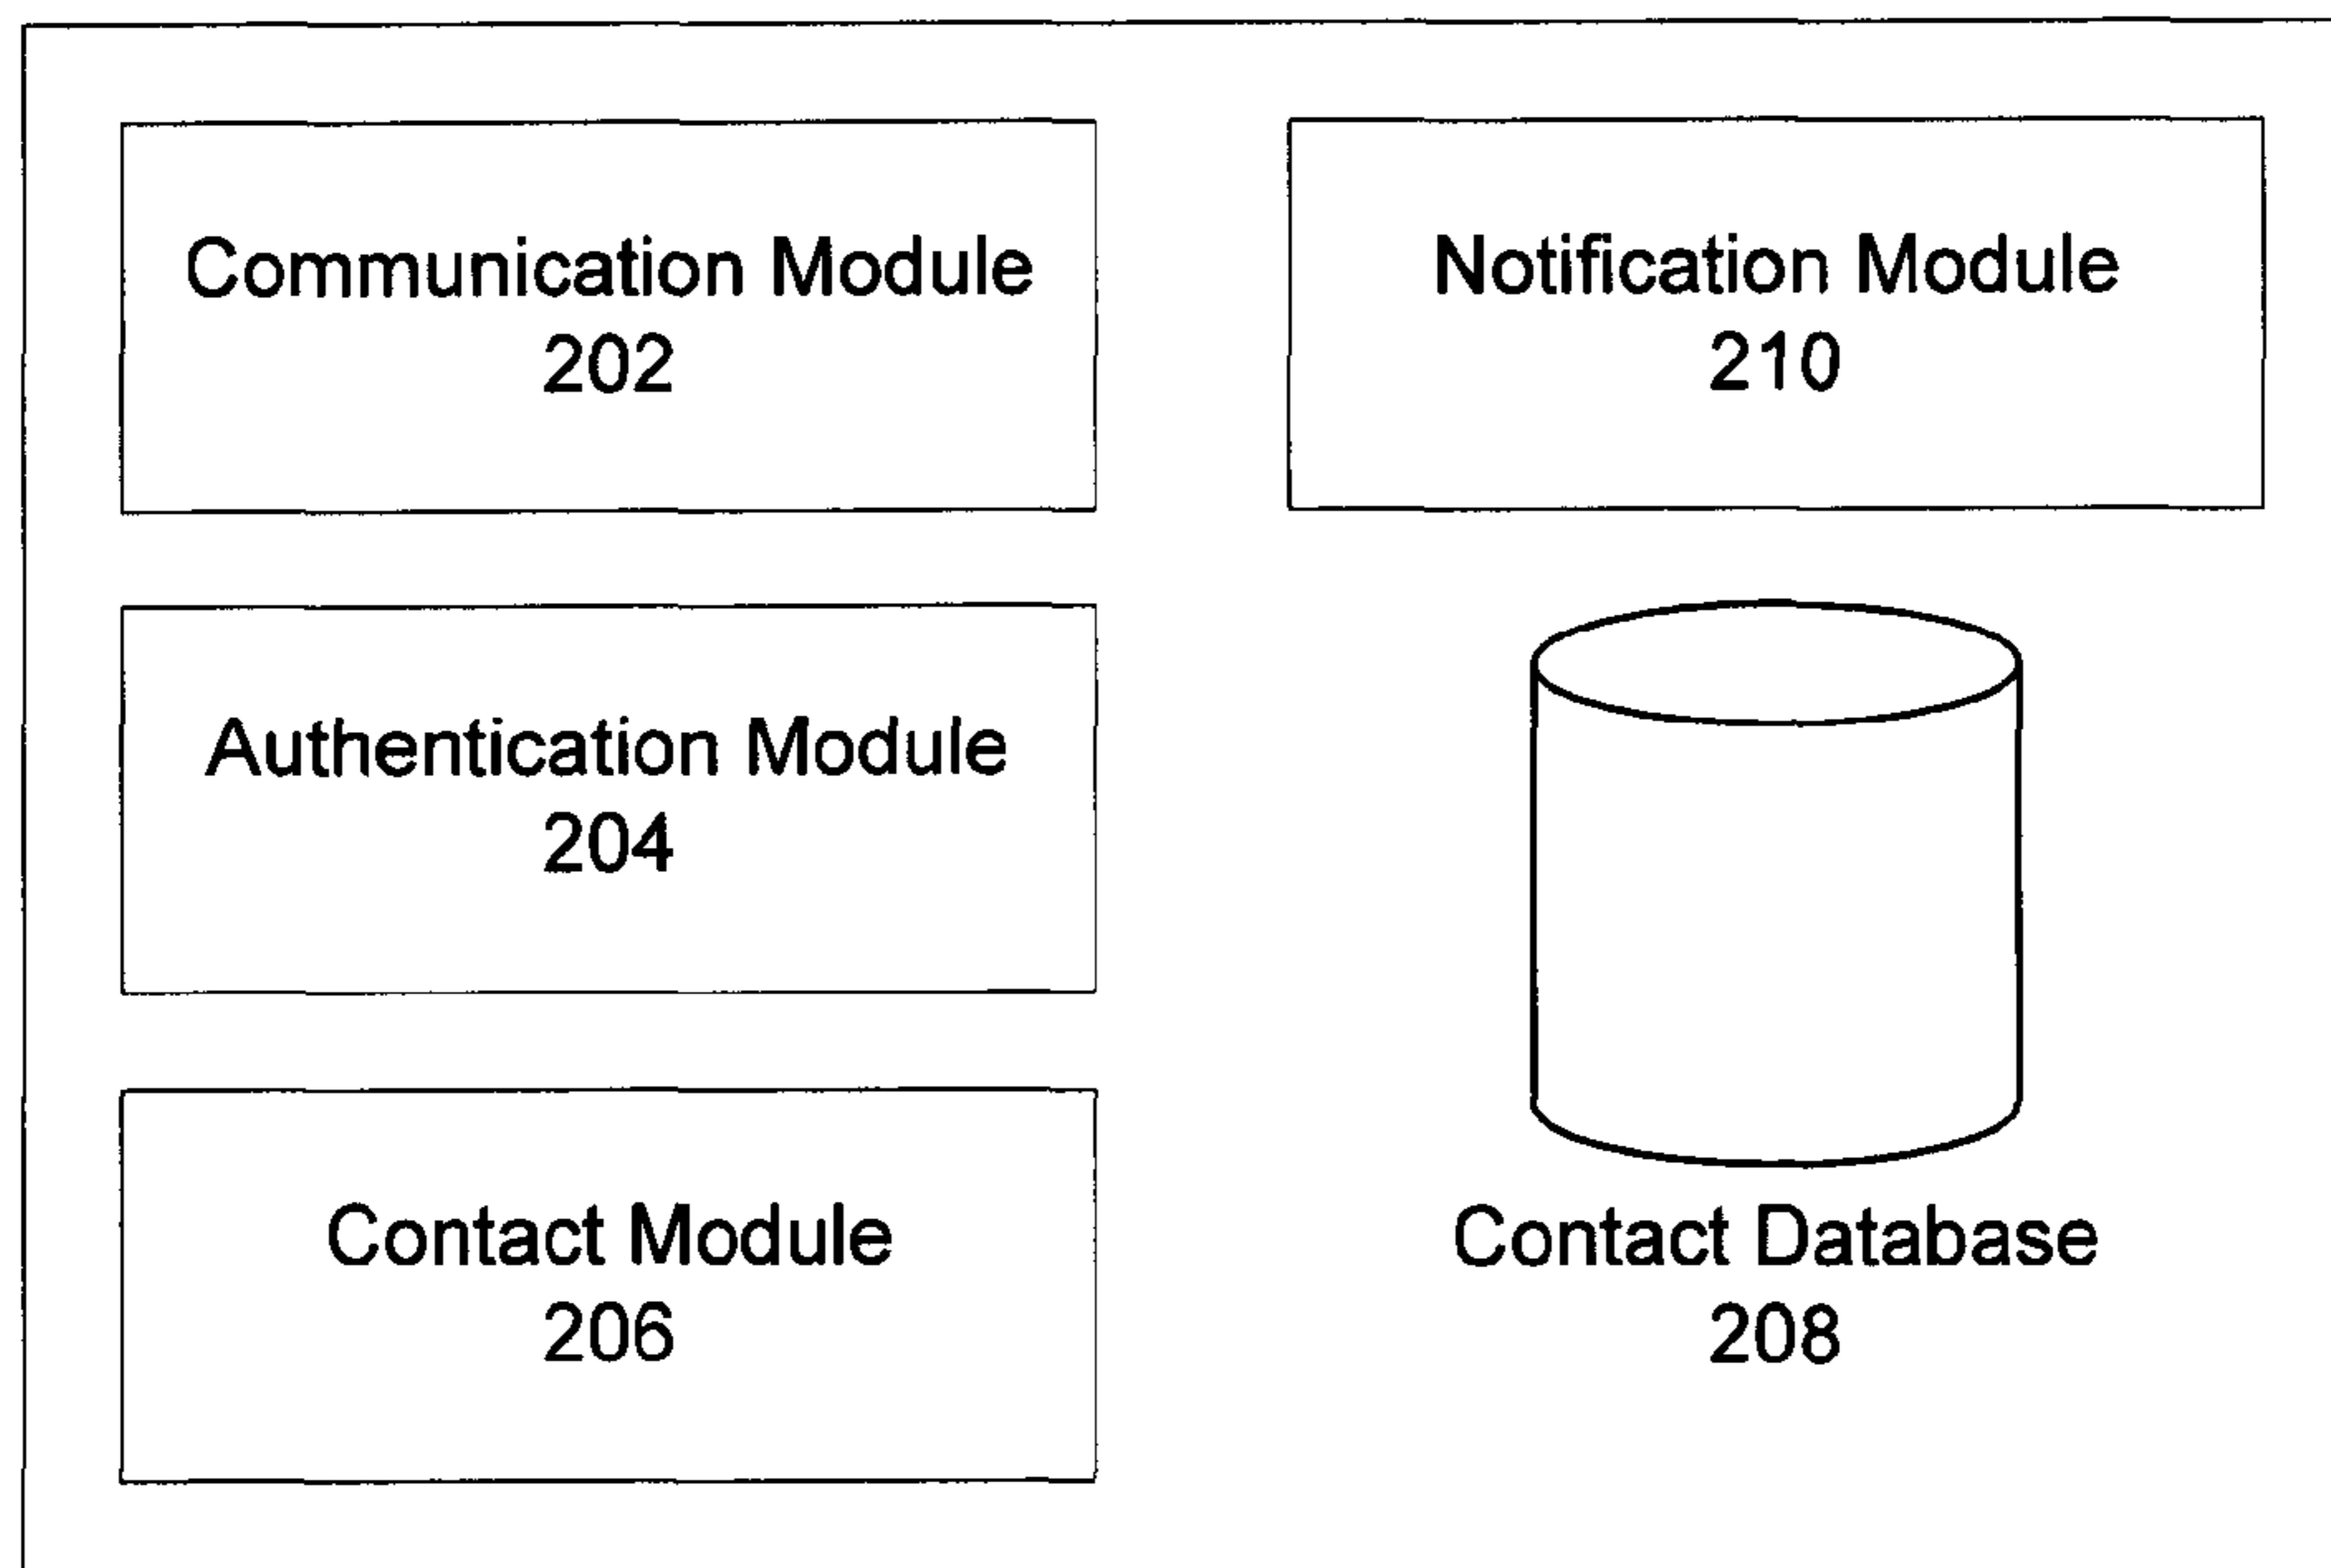 Communication Module
202
Notification Module
210
Authentication Module
204
Contact Module
206
Contact Database
208